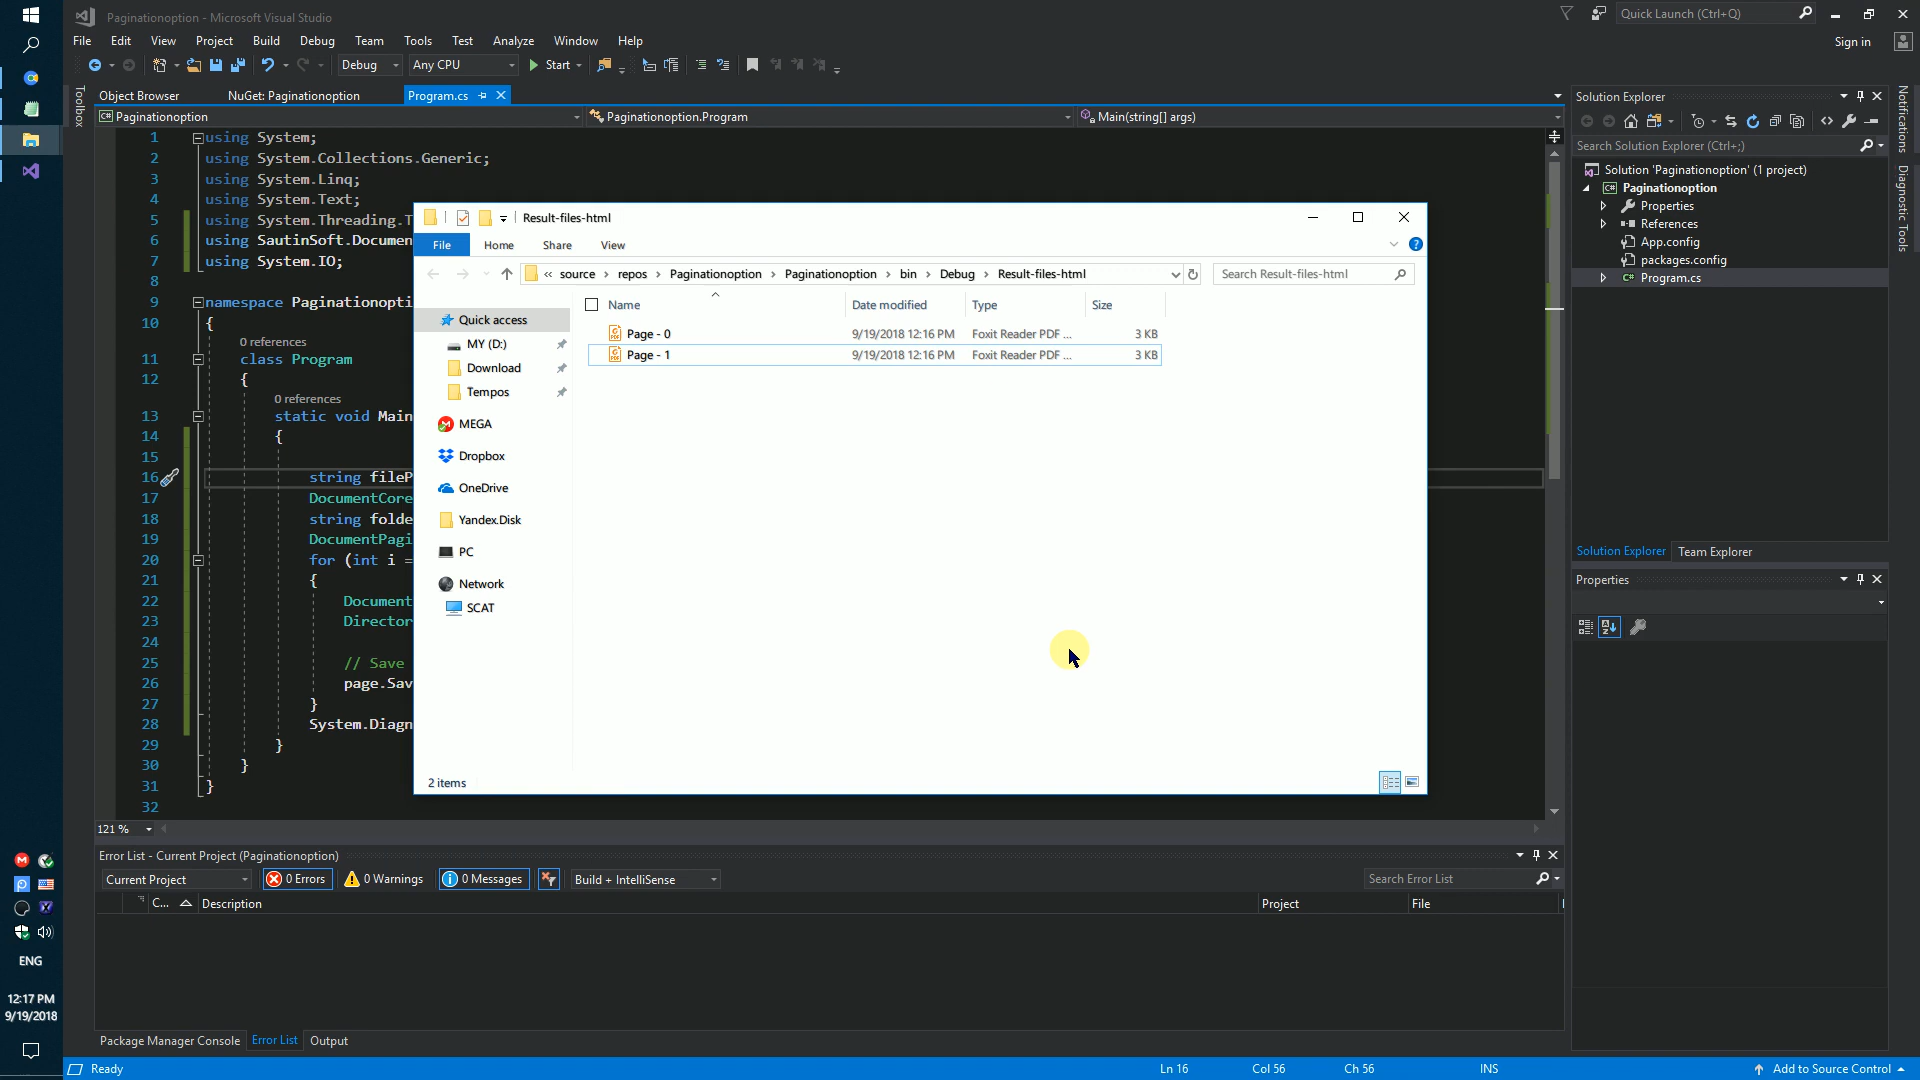 Paginationoption - Microsoft Visual Studio
Quick Launch (Ctrl+Q)
File Edit View Project Build Debug Team Tools Test Analyze Window Help
Sign in
Debug Any CPU Start
Toolbox
Object Browser NuGet: Paginationoption Program.cs
Paginationoption Paginationoption.Program Main(string[] args)
1 using System;
2 using System.Collections.Generic;
3 using System.Linq;
4 using System.Text;
5 using System.Threading.T
6 using SautinSoft.Documen
7 using System.IO;
8
9 namespace Paginationopti
10 {
0 references
11 class Program
12 {
0 references
13 static void Main
14 {
15
16 string fileP
17 DocumentCore
18 string folde
19 DocumentPagi
20 for (int i =
21 {
22 Document
23 Director
24
25 // Save
26 page.Sav
27 }
28 System.Diagn
29 }
30 }
31 }
32
121 %
Result-files-html
File Home Share View
« source › repos › Paginationoption › Paginationoption › bin › Debug › Result-files-html
Search Result-files-html
Name Date modified Type Size
Page - 0 9/19/2018 12:16 PM Foxit Reader PDF ... 3 KB
Page - 1 9/19/2018 12:16 PM Foxit Reader PDF ... 3 KB
Quick access
MY (D:)
Download
Tempos
MEGA
Dropbox
OneDrive
Yandex.Disk
PC
Network
SCAT
2 items
Solution Explorer
Search Solution Explorer (Ctrl+;)
Solution 'Paginationoption' (1 project)
Paginationoption
Properties
References
App.config
packages.config
Program.cs
Solution Explorer Team Explorer
Properties
Notifications
Diagnostic Tools
Error List - Current Project (Paginationoption)
Current Project 0 Errors 0 Warnings 0 Messages Build + IntelliSense Search Error List
C... Description Project File
Package Manager Console Error List Output
ENG
12:17 PM
9/19/2018
Ready Ln 16 Col 56 Ch 56 INS Add to Source Control